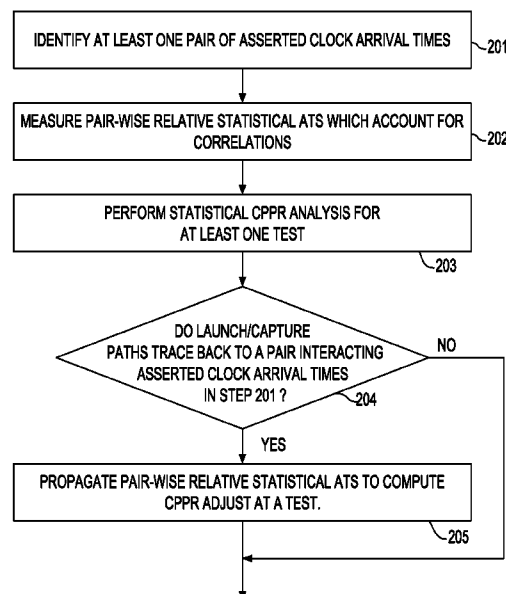 IDENTIFY AT LEAST ONE PAIR OF ASSERTED CLOCK ARRIVAL TIMES
201
MEASURE PAIR-WISE RELATIVE STATISTICAL ATS WHICH ACCOUNT FOR
CORRELATIONS
202
PERFORM STATISTICAL CPPR ANALYSIS FOR
AT LEAST ONE TEST
203
DO LAUNCH/CAPTURE
PATHS TRACE BACK TO A PAIR INTERACTING
ASSERTED CLOCK ARRIVAL TIMES
IN STEP 201 ?
NO
204
YES
PROPAGATE PAIR-WISE RELATIVE STATISTICAL ATS TO COMPUTE
CPPR ADJUST AT A TEST.
205